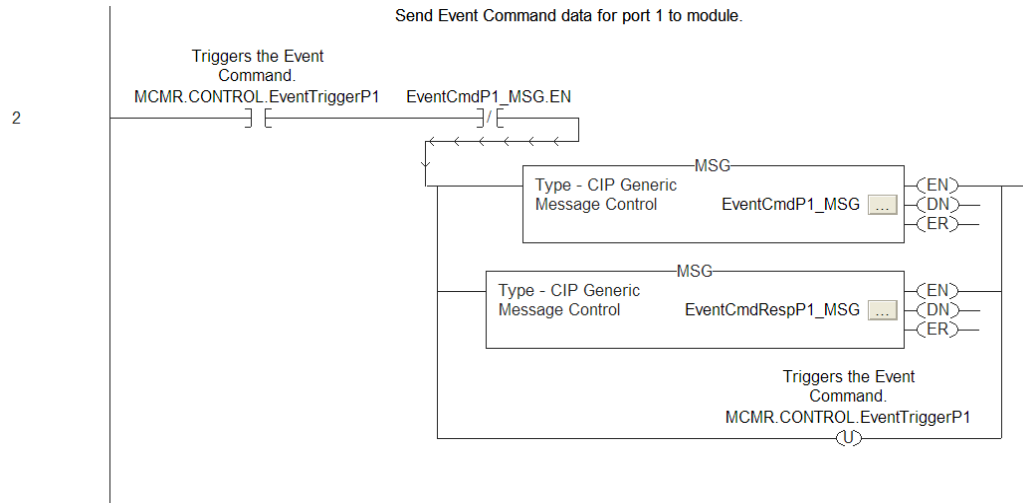 Send Event Command data for port 1 to module.
Triggers the Event
Command.
MCMR.CONTROL.EventTriggerP1 EventCmdP1_MSG.EN
2
/
MSG
Type - CIP Generic
Message Control EventCmdP1_MSG ...
EN
DN
ER
MSG
Type - CIP Generic
Message Control EventCmdRespP1_MSG ...
EN
DN
ER
Triggers the Event
Command.
MCMR.CONTROL.EventTriggerP1
U